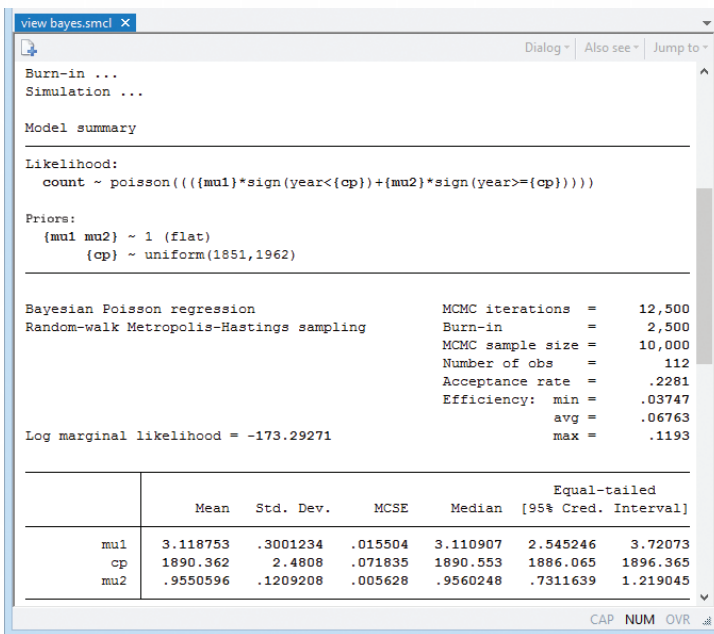 view bayes.smcl ✕
Dialog Also see Jump to
Burn-in ...
Simulation ...
Model summary
Likelihood:
count ~ poisson((({mu1}*sign(year<{cp})+{mu2}*sign(year>={cp}))))
Priors:
{mu1 mu2} ~ 1 (flat)
{cp} ~ uniform(1851,1962)
Bayesian Poisson regression MCMC iterations = 12,500
Random-walk Metropolis-Hastings sampling Burn-in = 2,500
MCMC sample size = 10,000
Number of obs = 112
Acceptance rate = .2281
Efficiency: min = .03747
avg = .06763
Log marginal likelihood = -173.29271 max = .1193
Equal-tailed
Mean Std. Dev. MCSE Median [95% Cred. Interval]
mu1 3.118753 .3001234 .015504 3.110907 2.545246 3.72073
cp 1890.362 2.4808 .071835 1890.553 1886.065 1896.365
mu2 .9550596 .1209208 .005628 .9560248 .7311639 1.219045
CAP NUM OVR